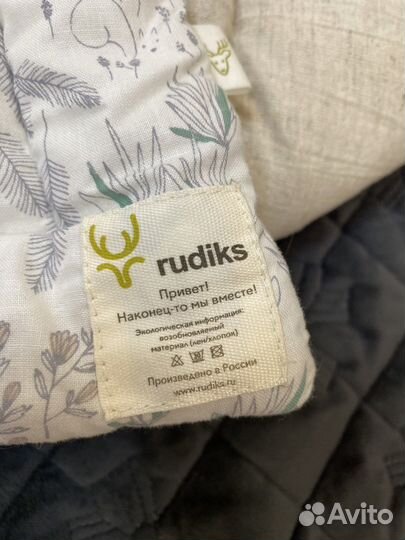 rudiks
Привет!
Наконец-то мы вместе!
Экологическая информация:
возобновляемый
материал (лен/хлопок)
Произведено в России
www.rudiks.ru
Avito